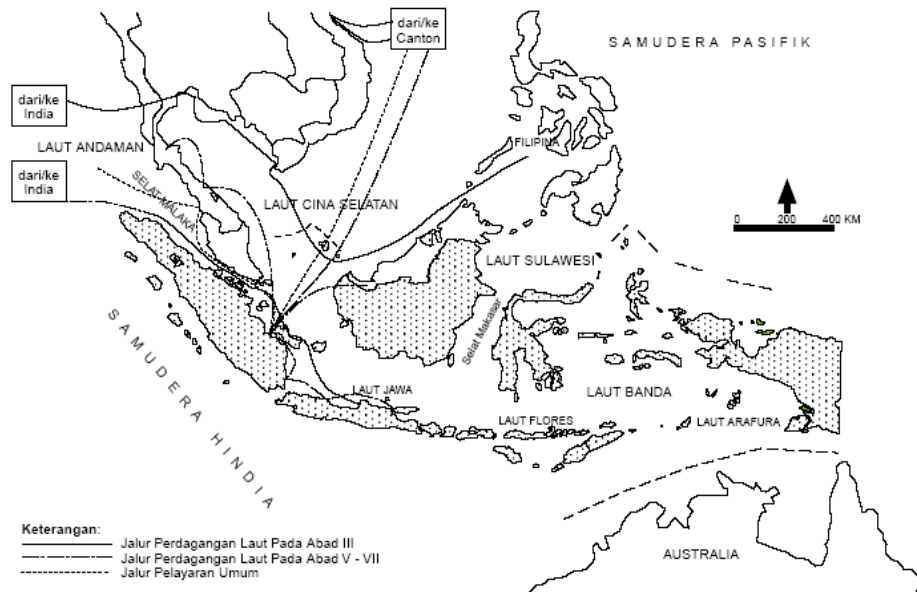 dari/ke
Canton
SAMUDERA PASIFIK
dari/ke
India
LAUT ANDAMAN
FILIPINA
dari/ke
India
SELAT MALAKA
LAUT CINA SELATAN
0 200 400 KM
LAUT SULAWESI
SAMUDERA HINDIA
Selat Makasar
LAUT JAWA
LAUT BANDA
LAUT FLORES
LAUT ARAFURA
Keterangan:
Jalur Perdagangan Laut Pada Abad III
Jalur Perdagangan Laut Pada Abad V - VII
Jalur Pelayaran Umum
AUSTRALIA